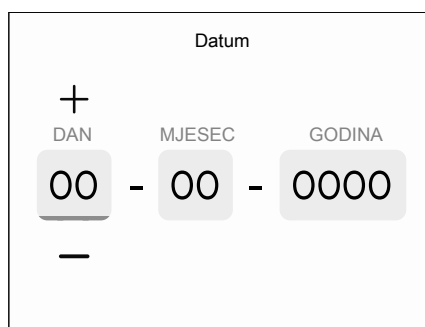 Datum
+
DAN MJESEC GODINA
00 - 00 - 0000
—